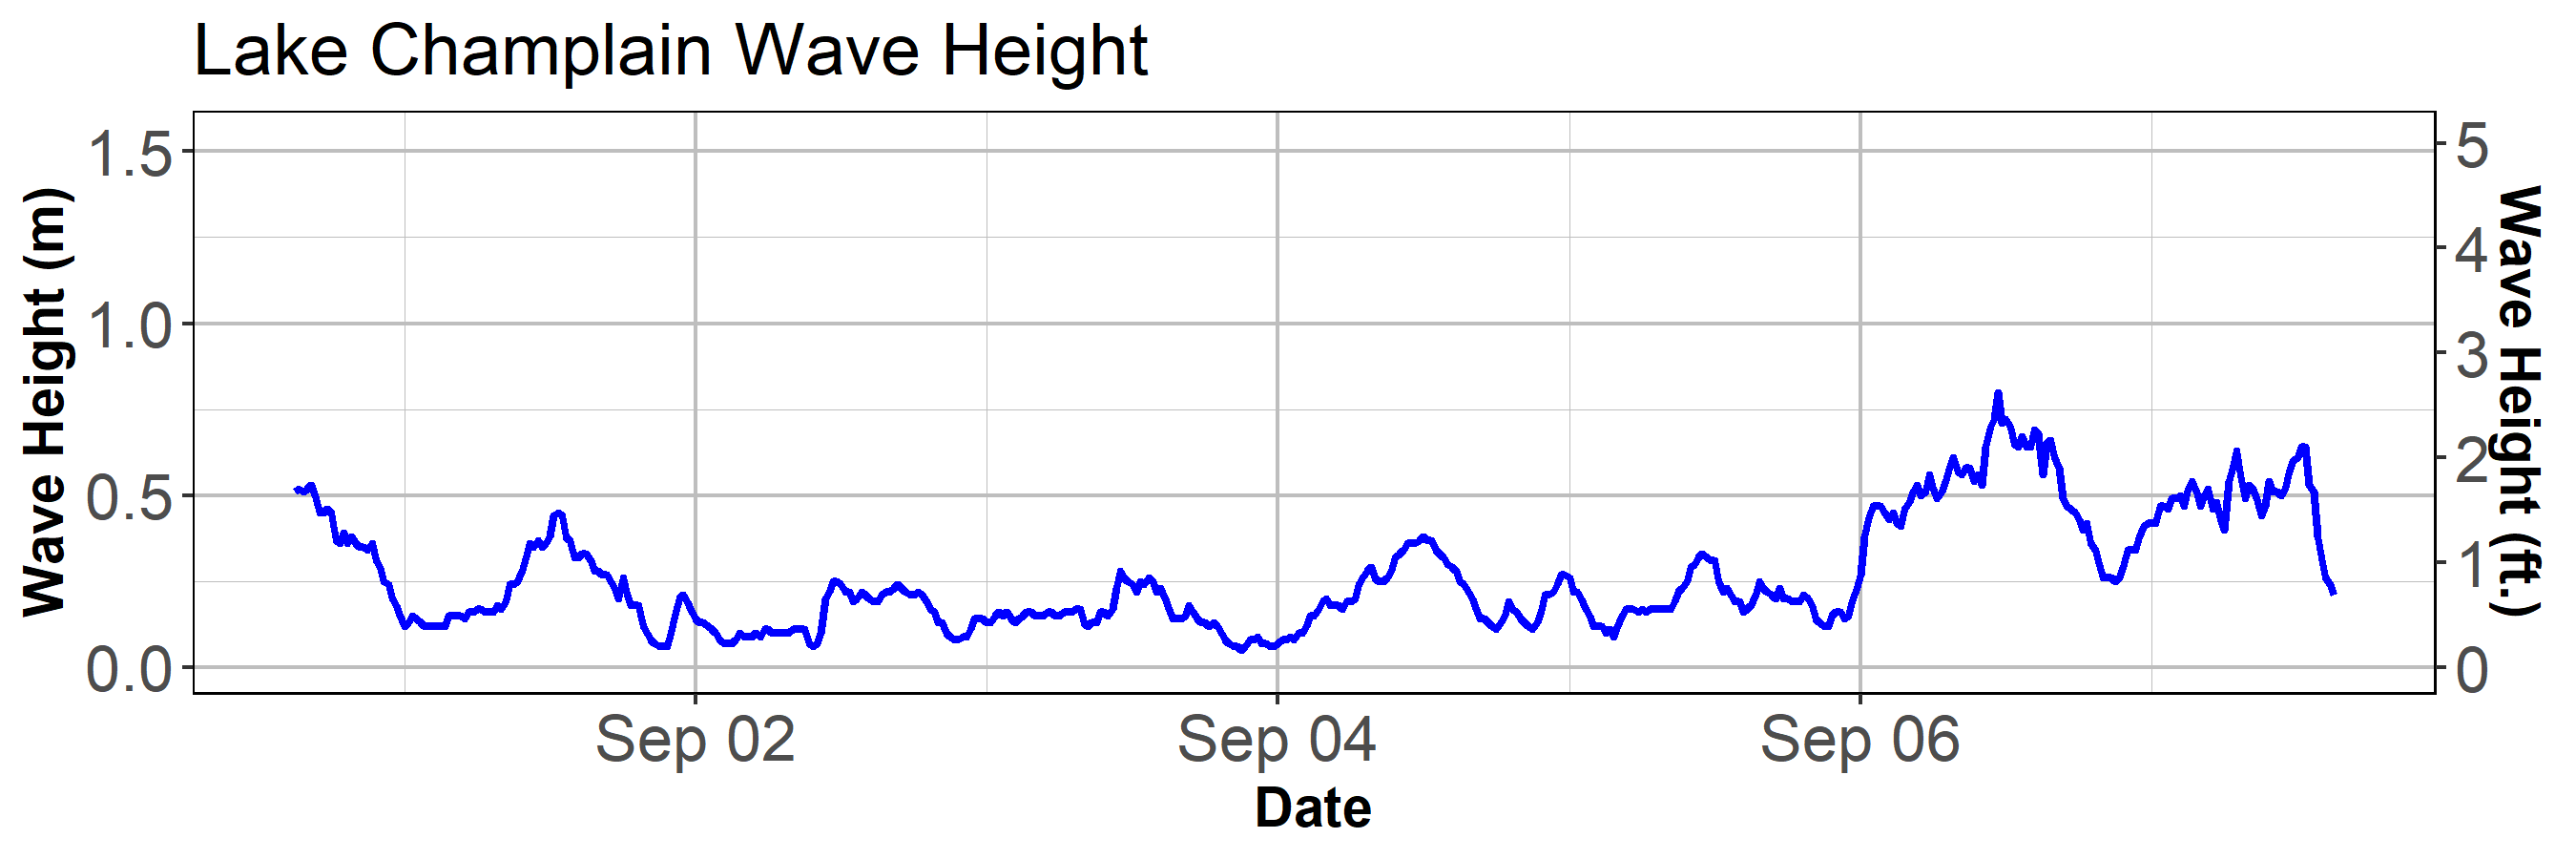 Lake Champlain Wave Height
Wave Height (m)
1.5
1.0
0.5
0.0
5
4
3
2
1
0
Wave Height (ft.)
Sep 02
Sep 04
Sep 06
Date